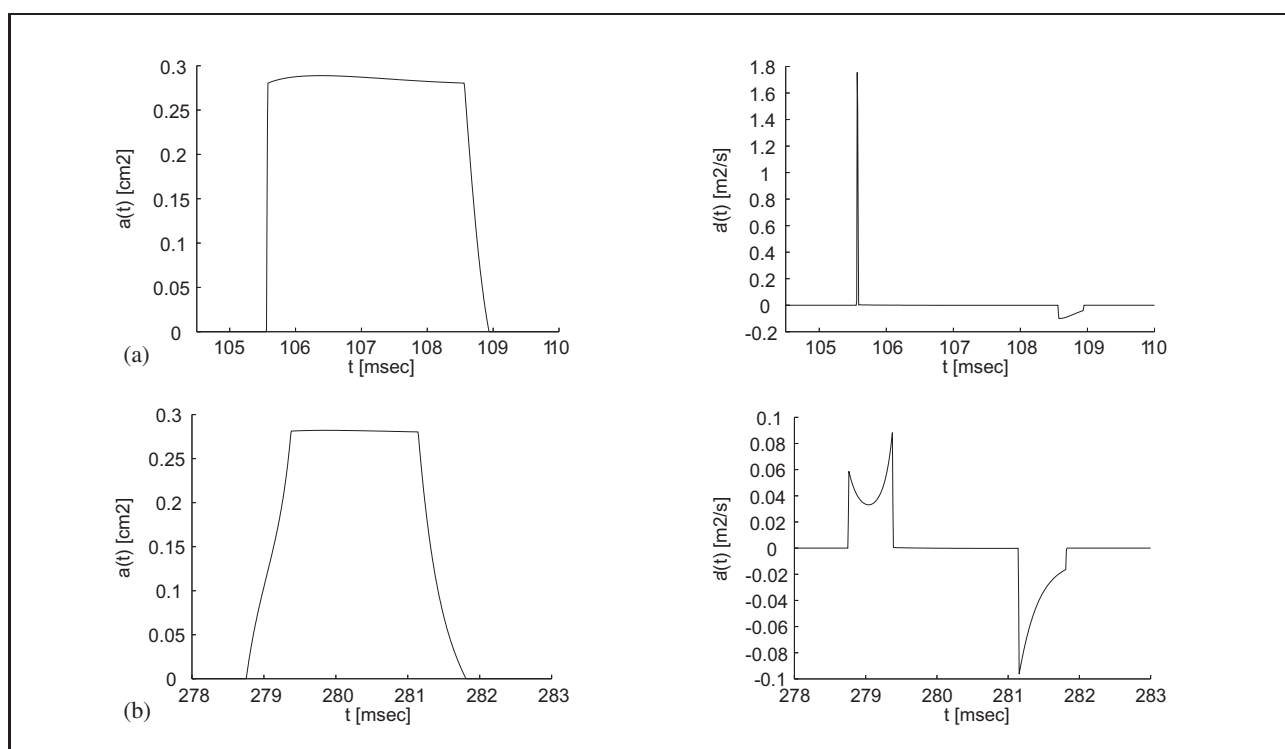 0.3
0.25
0.2
0.15
0.1
0.05
0
a(t) [cm2]
105 106 107 108 109 110
t [msec]
(a)
1.8
1.6
1.4
1.2
1
0.8
0.6
0.4
0.2
0
-0.2
ȧ(t) [m2/s]
105 106 107 108 109 110
t [msec]
0.3
0.25
0.2
0.15
0.1
0.05
0
a(t) [cm2]
278 279 280 281 282 283
t [msec]
(b)
0.1
0.08
0.06
0.04
0.02
0
-0.02
-0.04
-0.06
-0.08
-0.1
ȧ(t) [m2/s]
278 279 280 281 282 283
t [msec]